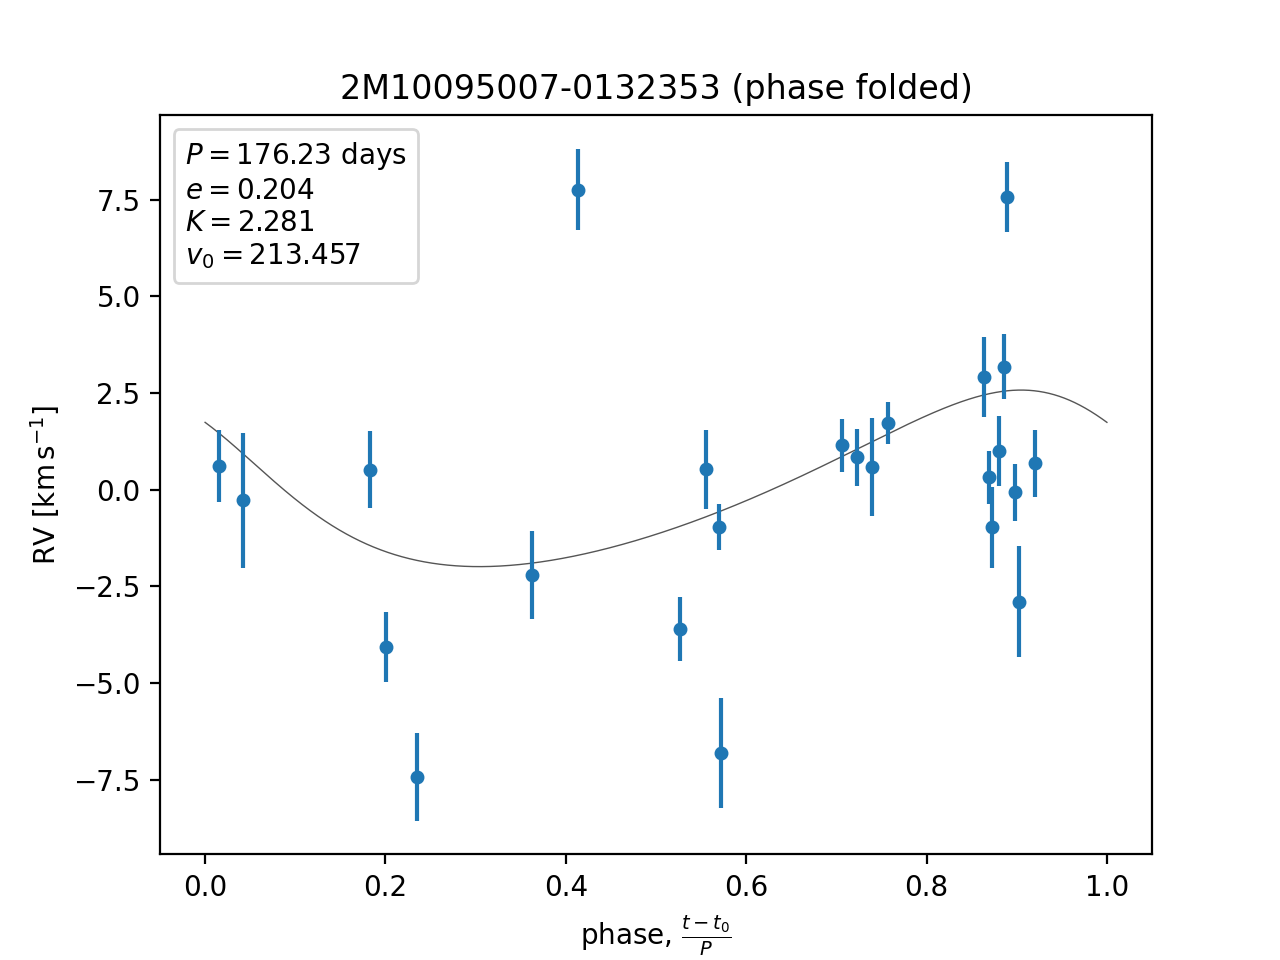 2M10095007-0132353 (phase folded)
P = 176.23 days
e = 0.204
K = 2.281
v₀ = 213.457
7.5
5.0
2.5
0.0
−2.5
−5.0
−7.5
RV [km s⁻¹]
0.0 0.2 0.4 0.6 0.8 1.0
phase, (t − t₀)/P